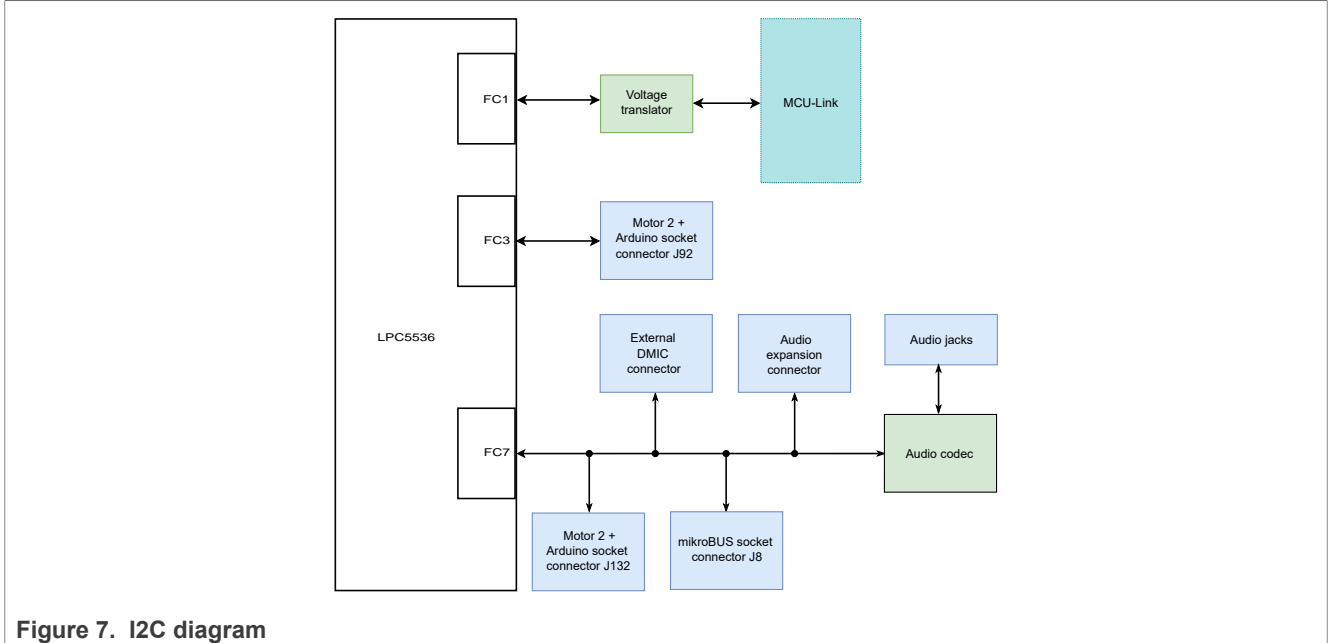 FC1
Voltage
translator
MCU-Link
FC3
Motor 2 +
Arduino socket
connector J92
LPC5536
External
DMIC
connector
Audio
expansion
connector
Audio jacks
FC7
Audio codec
Motor 2 +
Arduino socket
connector J132
mikroBUS socket
connector J8
Figure 7. I2C diagram